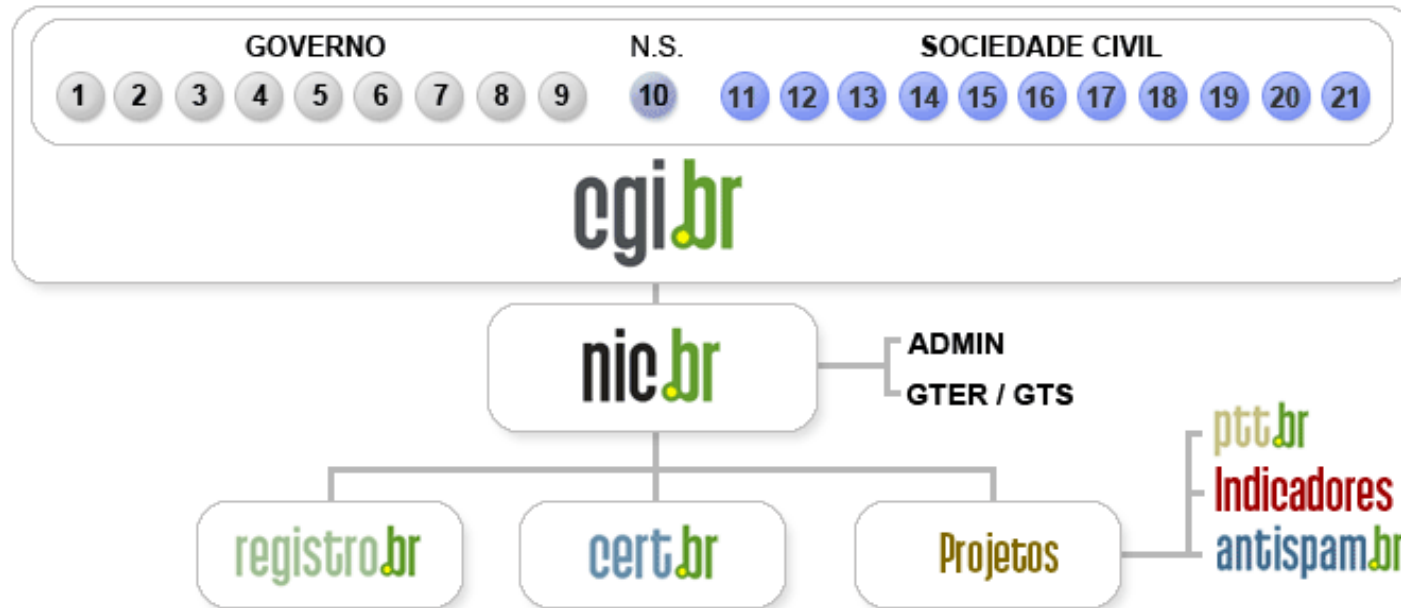 GOVERNO N.S. SOCIEDADE CIVIL
1 2 3 4 5 6 7 8 9 10 11 12 13 14 15 16 17 18 19 20 21
cgi.br
nic.br
ADMIN
GTER / GTS
ptt.br
Indicadores
antispam.br
registro.br cert.br Projetos